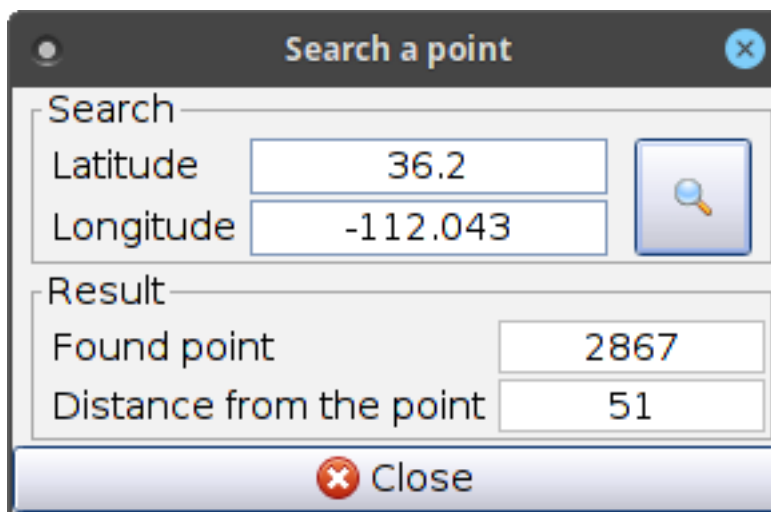 Search a point
Search
Latitude 36.2
Longitude -112.043
Result
Found point 2867
Distance from the point 51
Close